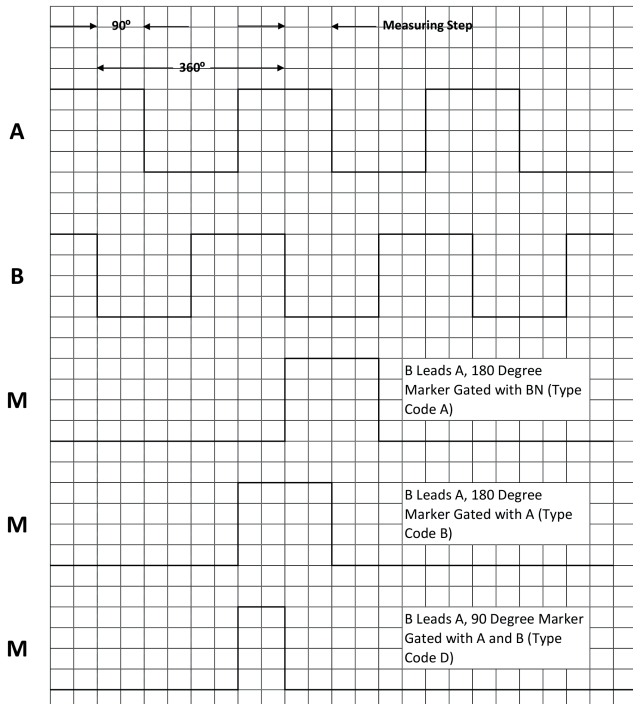 90º
Measuring Step
360º
A
B
B Leads A, 180 Degree
Marker Gated with BN (Type
Code A)
M
B Leads A, 180 Degree
Marker Gated with A (Type
Code B)
M
B Leads A, 90 Degree Marker
Gated with A and B (Type
Code D)
M